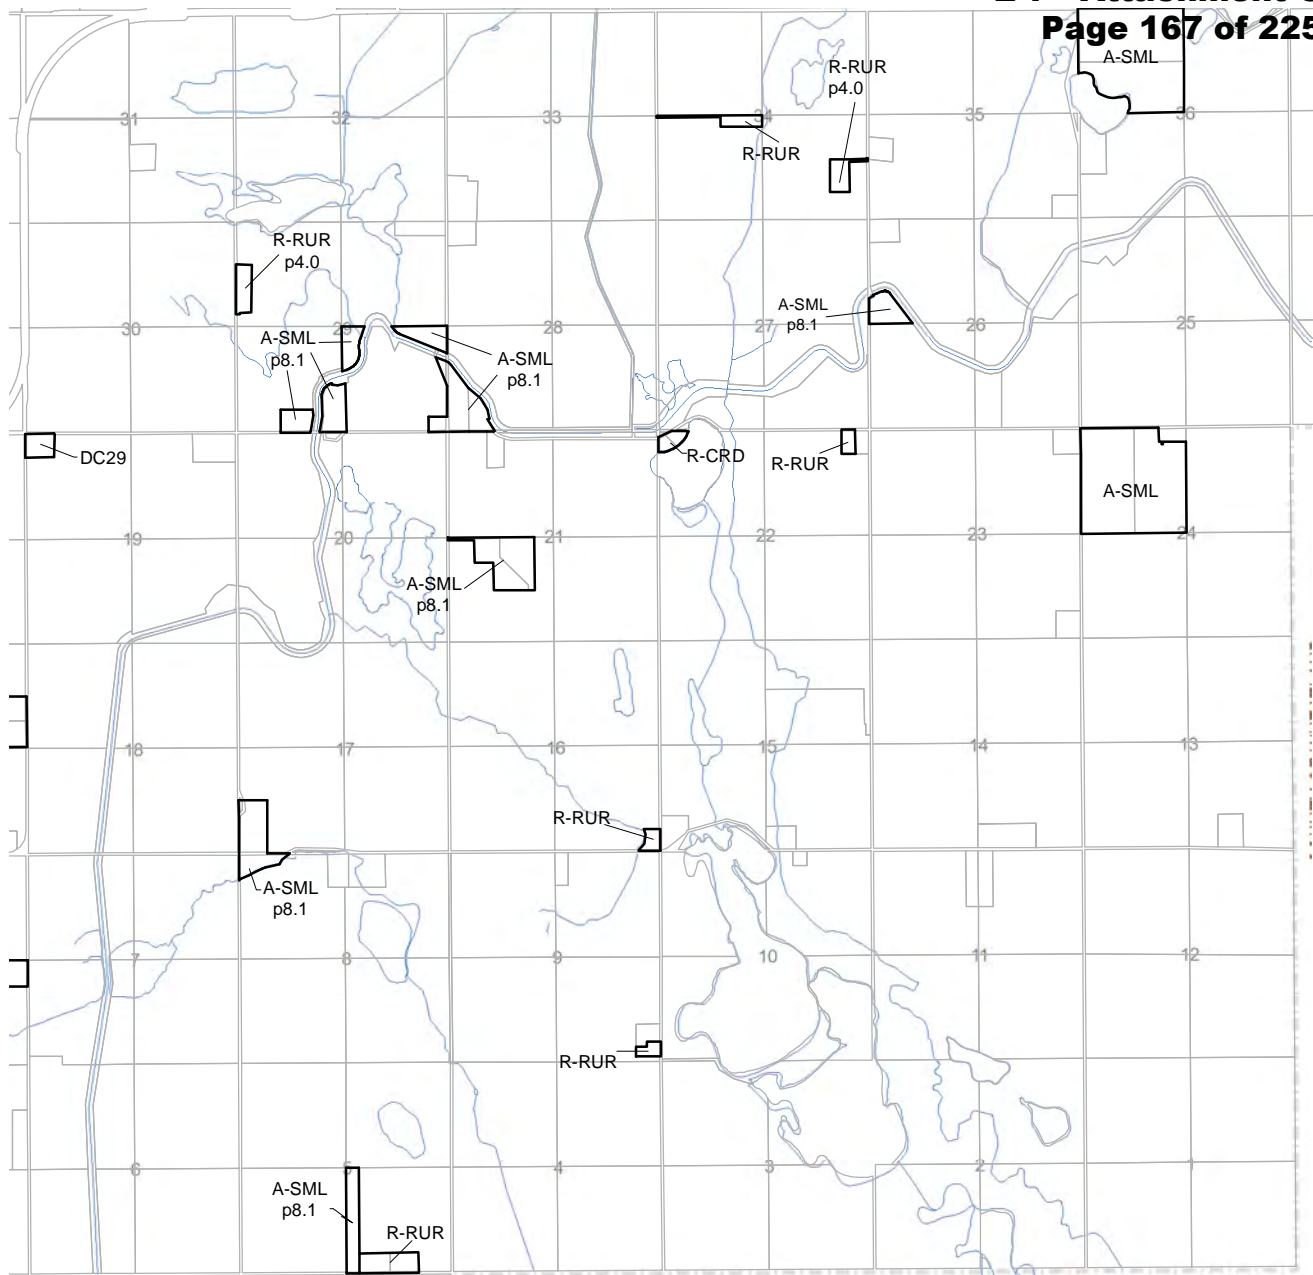 Page 167 of 225
A-SML
R-RUR
p4.0
31
32
33
34
35
36
R-RUR
R-RUR
p4.0
A-SML
p8.1
30
29
28
27
26
25
A-SML
p8.1
A-SML
p8.1
DC29
R-CRD
R-RUR
A-SML
19
20
21
22
23
24
A-SML
p8.1
18
17
16
15
14
13
R-RUR
A-SML
p8.1
7
8
9
10
11
12
R-RUR
6
5
4
3
2
1
A-SML
p8.1
R-RUR